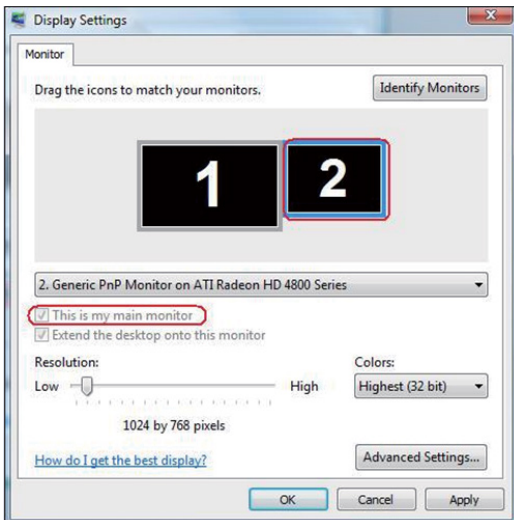 Display Settings
Monitor
Drag the icons to match your monitors.
Identify Monitors
1
2
2. Generic PnP Monitor on ATI Radeon HD 4800 Series
This is my main monitor
Extend the desktop onto this monitor
Resolution:
Colors:
Low
High
Highest (32 bit)
1024 by 768 pixels
How do I get the best display?
Advanced Settings...
OK
Cancel
Apply